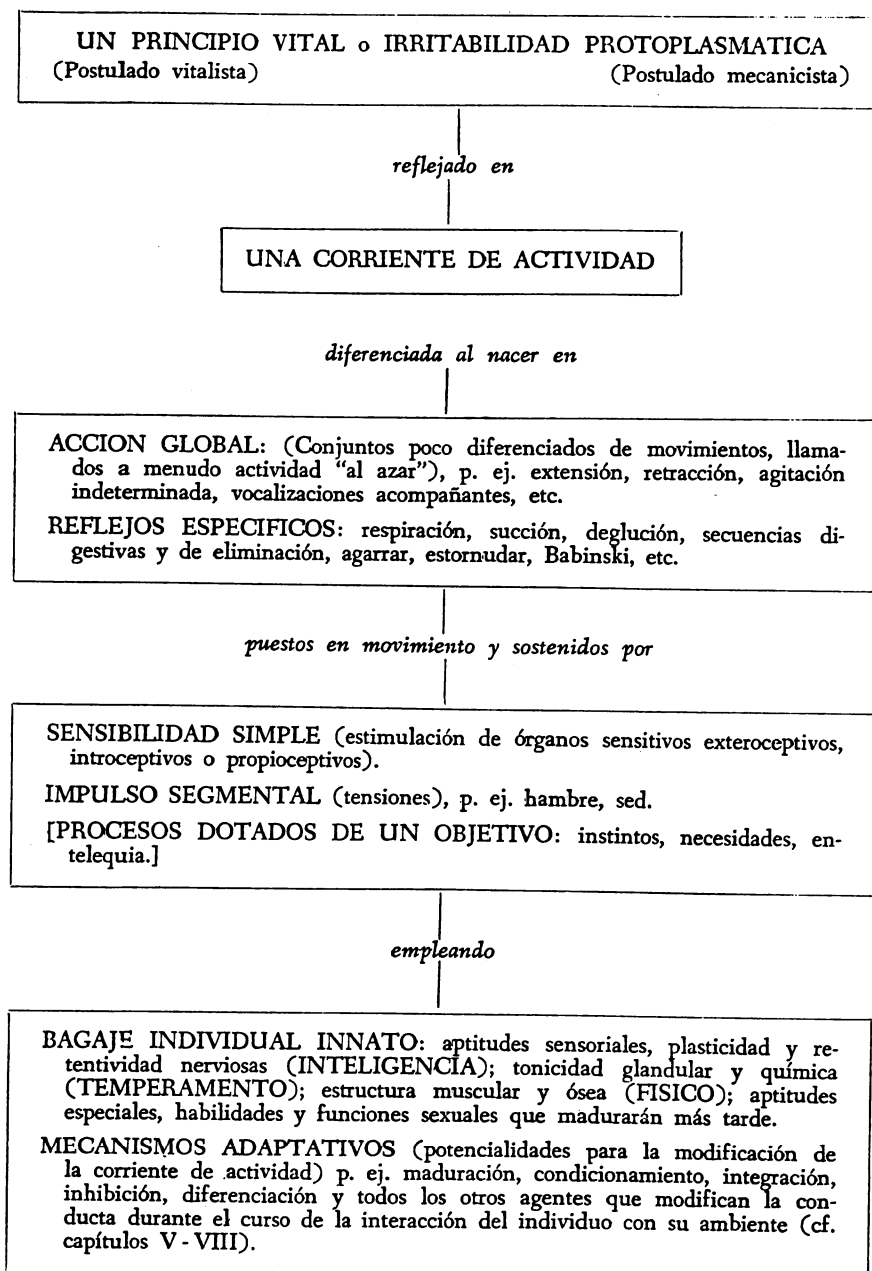 UN PRINCIPIO VITAL o IRRITABILIDAD PROTOPLASMATICA
(Postulado vitalista) (Postulado mecanicista)
reflejado en
UNA CORRIENTE DE ACTIVIDAD
diferenciada al nacer en
ACCION GLOBAL: (Conjuntos poco diferenciados de movimientos, llama-
dos a menudo actividad “al azar”), p. ej. extensión, retracción, agitación
indeterminada, vocalizaciones acompañantes, etc.
REFLEJOS ESPECIFICOS: respiración, succión, deglución, secuencias di-
gestivas y de eliminación, agarrar, estornudar, Babinski, etc.
puestos en movimiento y sostenidos por
SENSIBILIDAD SIMPLE (estimulación de órganos sensitivos exteroceptivos,
introceptivos o propioceptivos).
IMPULSO SEGMENTAL (tensiones), p. ej. hambre, sed.
[PROCESOS DOTADOS DE UN OBJETIVO: instintos, necesidades, en-
telequia.]
empleando
BAGAJE INDIVIDUAL INNATO: aptitudes sensoriales, plasticidad y re-
tentividad nerviosas (INTELIGENCIA); tonicidad glandular y química
(TEMPERAMENTO); estructura muscular y ósea (FISICO); aptitudes
especiales, habilidades y funciones sexuales que madurarán más tarde.
MECANISMOS ADAPTATIVOS (potencialidades para la modificación de
la corriente de actividad) p. ej. maduración, condicionamiento, integración,
inhibición, diferenciación y todos los otros agentes que modifican la con-
ducta durante el curso de la interacción del individuo con su ambiente (cf.
capítulos V - VIII).